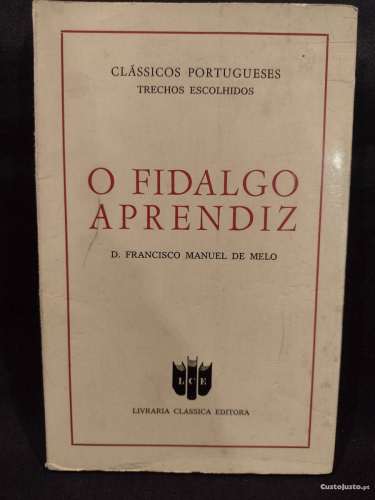 CLÁSSICOS PORTUGUESES
TRECHOS ESCOLHIDOS
O FIDALGO
APRENDIZ
D. FRANCISCO MANUEL DE MELO
L C E
LIVRARIA CLÁSSICA EDITORA
CustoJusto.pt